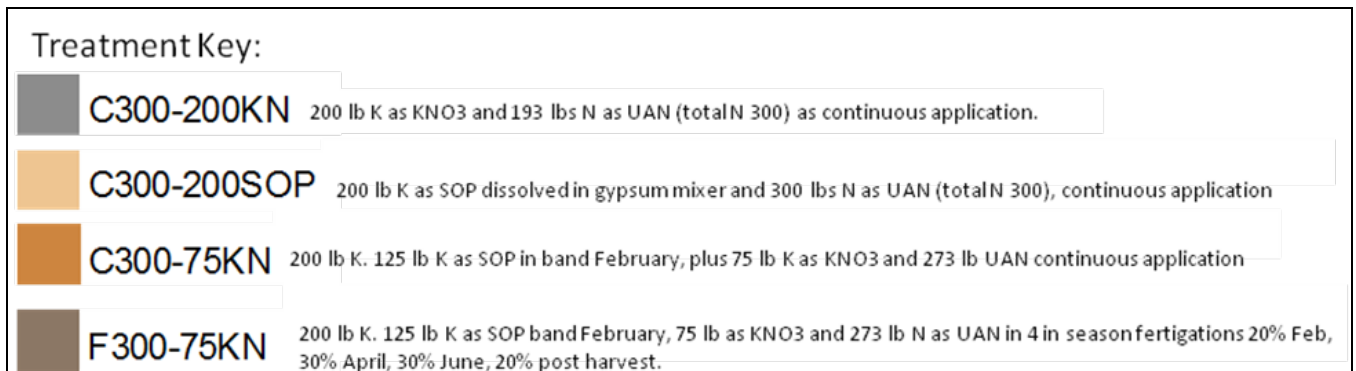 Treatment Key:
C300-200KN 200 lb K as KNO3 and 193 lbs N as UAN (total N 300) as continuous application.
C300-200SOP 200 lb K as SOP dissolved in gypsum mixer and 300 lbs N as UAN (total N 300), continuous application
C300-75KN 200 lb K. 125 lb K as SOP in band February, plus 75 lb K as KNO3 and 273 lb UAN continuous application
F300-75KN 200 lb K. 125 lb K as SOP band February, 75 lb as KNO3 and 273 lb N as UAN in 4 in season fertigations 20% Feb,
30% April, 30% June, 20% post harvest.